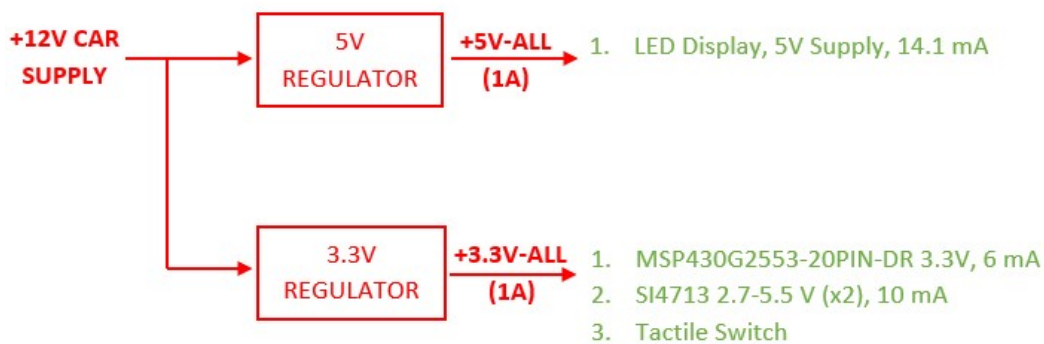 +12V CAR
SUPPLY
5V
REGULATOR
+5V-ALL
(1A)
1. LED Display, 5V Supply, 14.1 mA
3.3V
REGULATOR
+3.3V-ALL
(1A)
1. MSP430G2553-20PIN-DR 3.3V, 6 mA
2. SI4713 2.7-5.5 V (x2), 10 mA
3. Tactile Switch